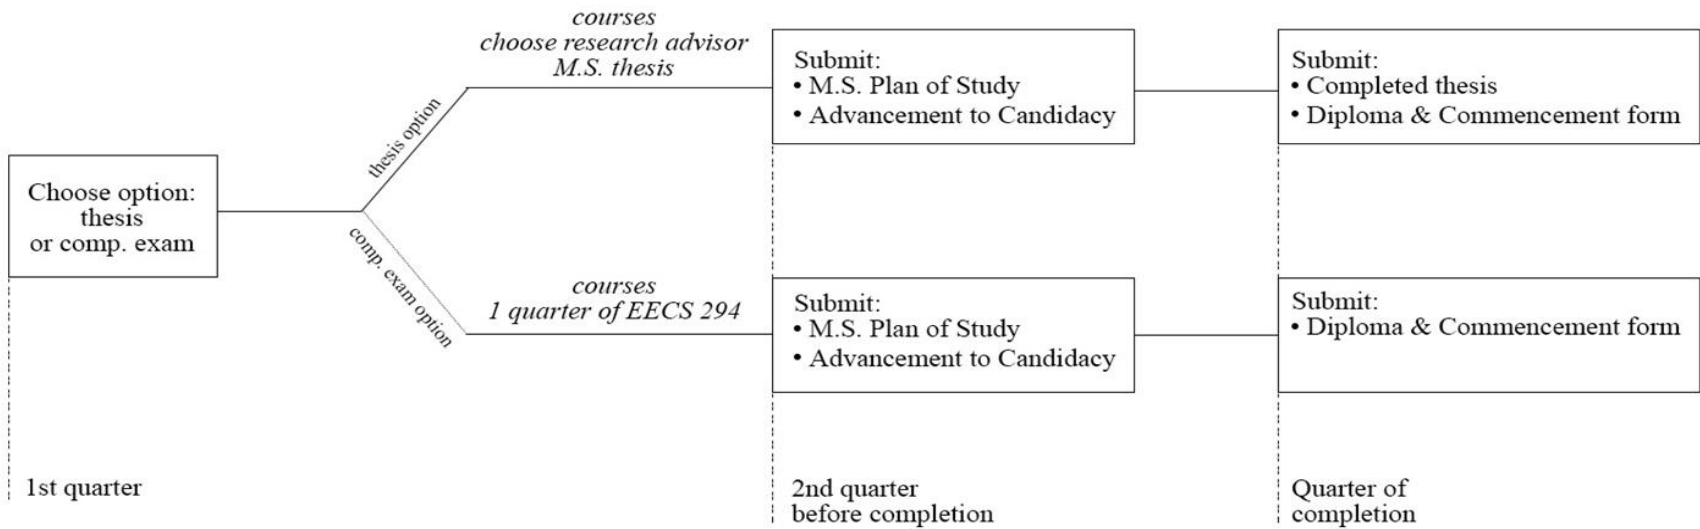 Choose option:
thesis
or comp. exam
thesis option
courses
choose research advisor
M.S. thesis
Submit:
• M.S. Plan of Study
• Advancement to Candidacy
Submit:
• Completed thesis
• Diploma & Commencement form
comp. exam option
courses
1 quarter of EECS 294
Submit:
• M.S. Plan of Study
• Advancement to Candidacy
Submit:
• Diploma & Commencement form
1st quarter
2nd quarter
before completion
Quarter of
completion